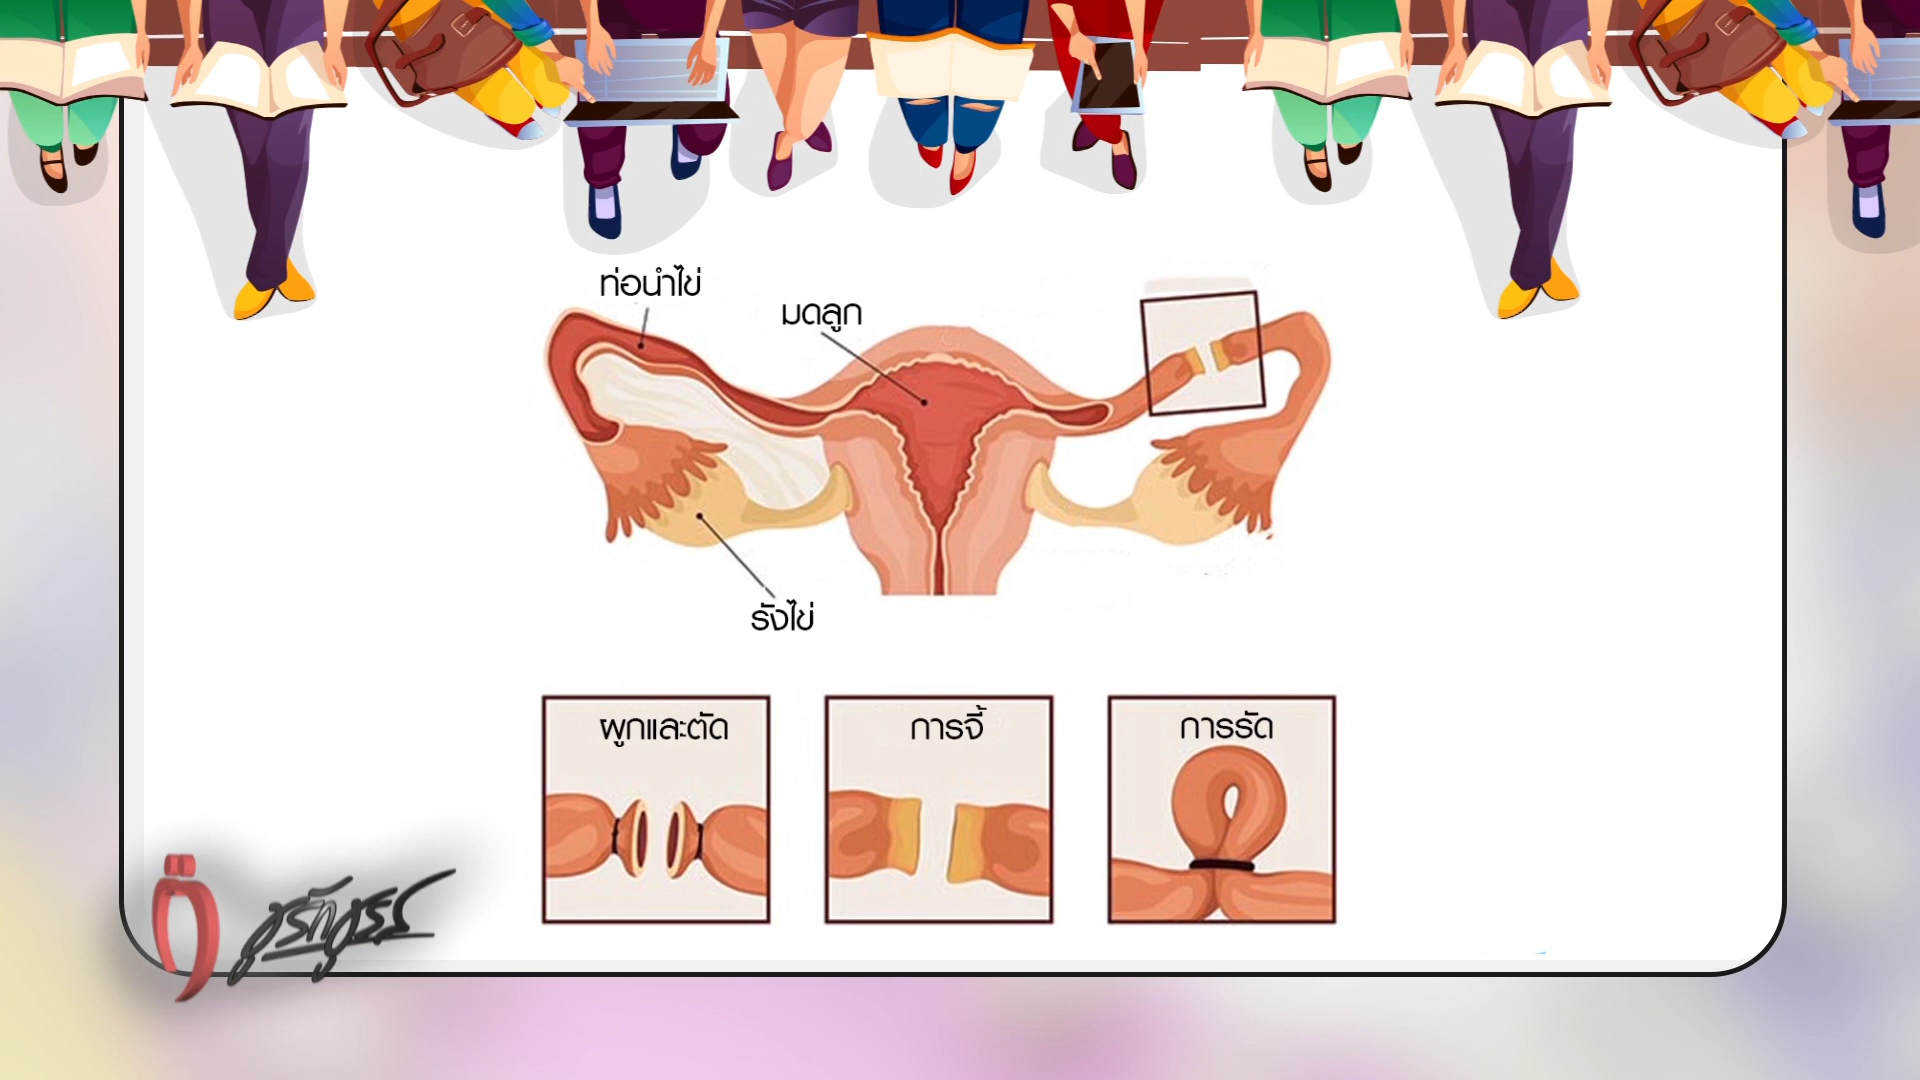 ท่อนำไข่
มดลูก
รังไข่
ผูกและตัด
การจี้
การรัด